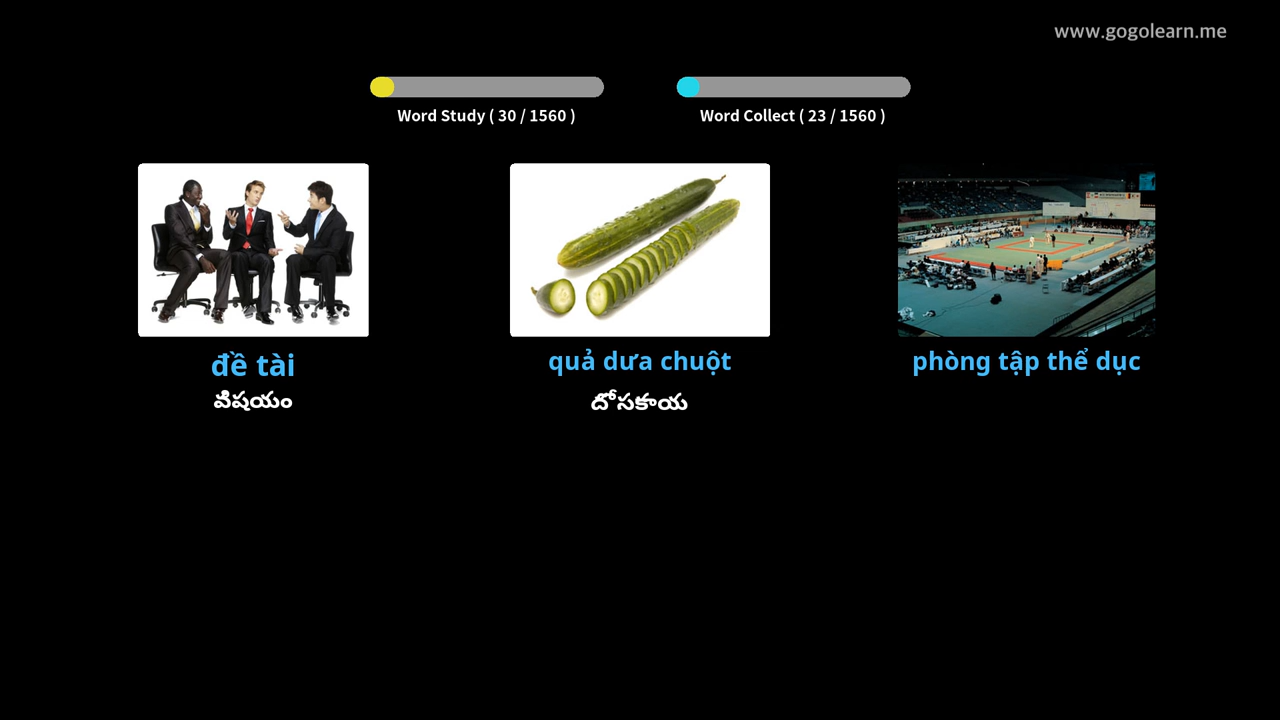 www.gogolearn.me
Word Study ( 30 / 1560 )
Word Collect ( 23 / 1560 )
đề tài
quả dưa chuột
phòng tập thể dục
విషయం
దోసకాయ